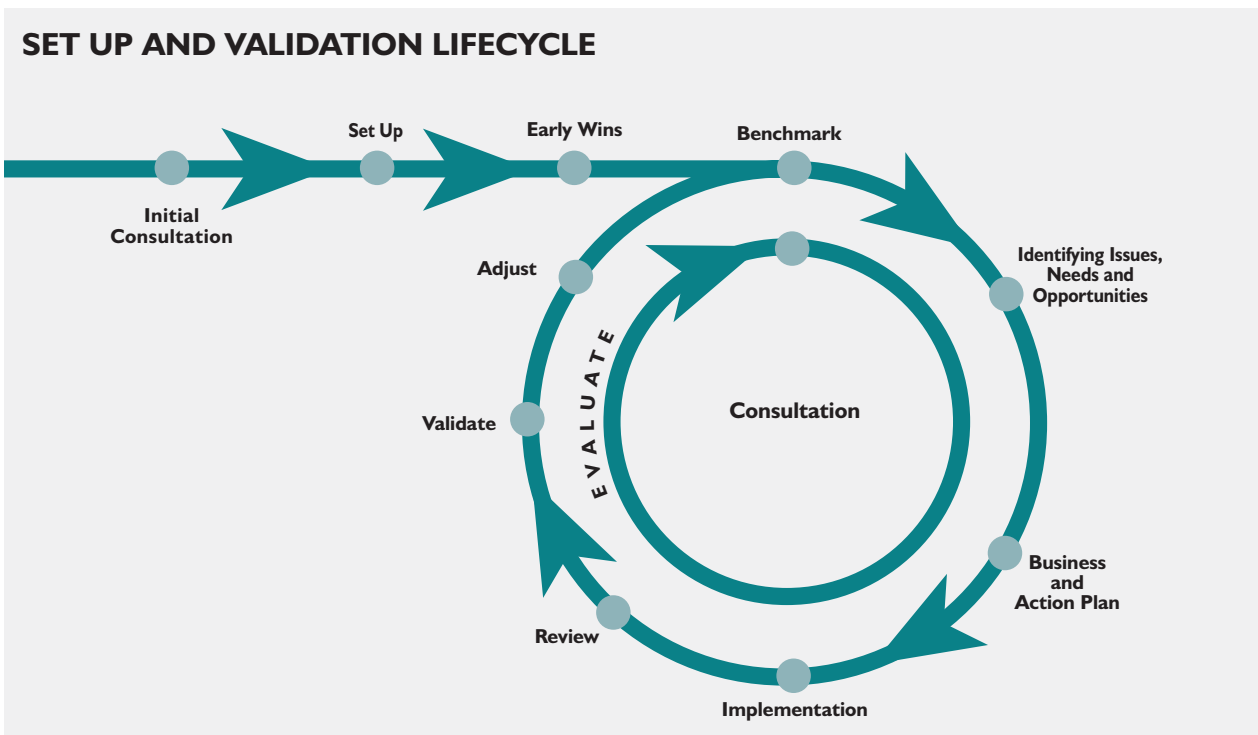 SET UP AND VALIDATION LIFECYCLE
Set Up
Early Wins
Benchmark
Initial
Consultation
Identifying Issues,
Needs and
Opportunities
Adjust
EVALUATE
Consultation
Validate
Business
and
Action Plan
Review
Implementation